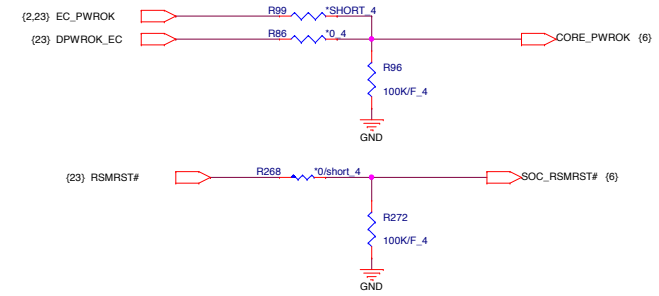 {2,23} EC_PWROK R99 *SHORT_4
{23} DPWROK_EC R86 *0_4 CORE_PWROK {6}
R96
100K/F_4
GND
{23} RSMRST# R268 *0/short_4 SOC_RSMRST# {6}
R272
100K/F_4
GND